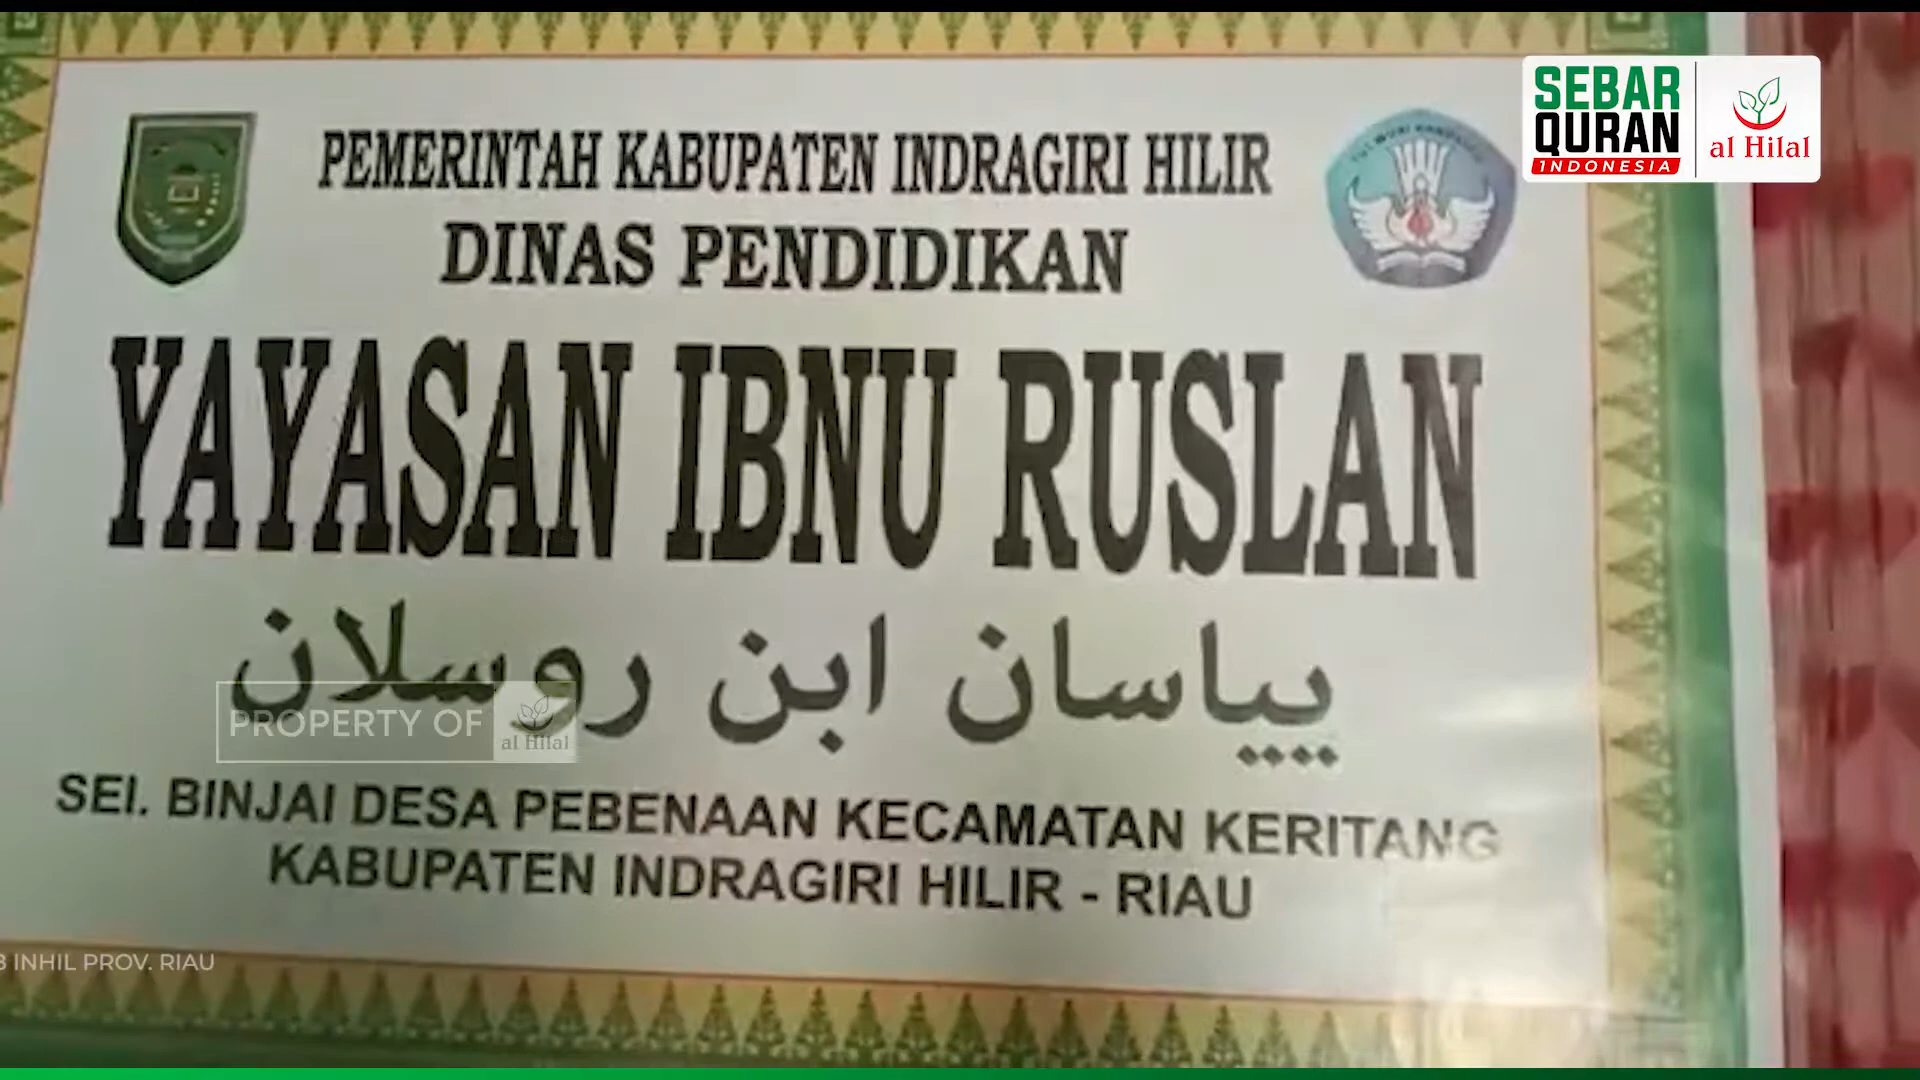 SEBAR
QURAN
INDONESIA
al Hilal
PEMERINTAH KABUPATEN INDRAGIRI HILIR
DINAS PENDIDIKAN
YAYASAN IBNU RUSLAN
ييياسان ابن روسلان
PROPERTY OF al Hilal
SEI. BINJAI DESA PEBENAAN KECAMATAN KERITANG
KABUPATEN INDRAGIRI HILIR - RIAU
INHIL PROV. RIAU